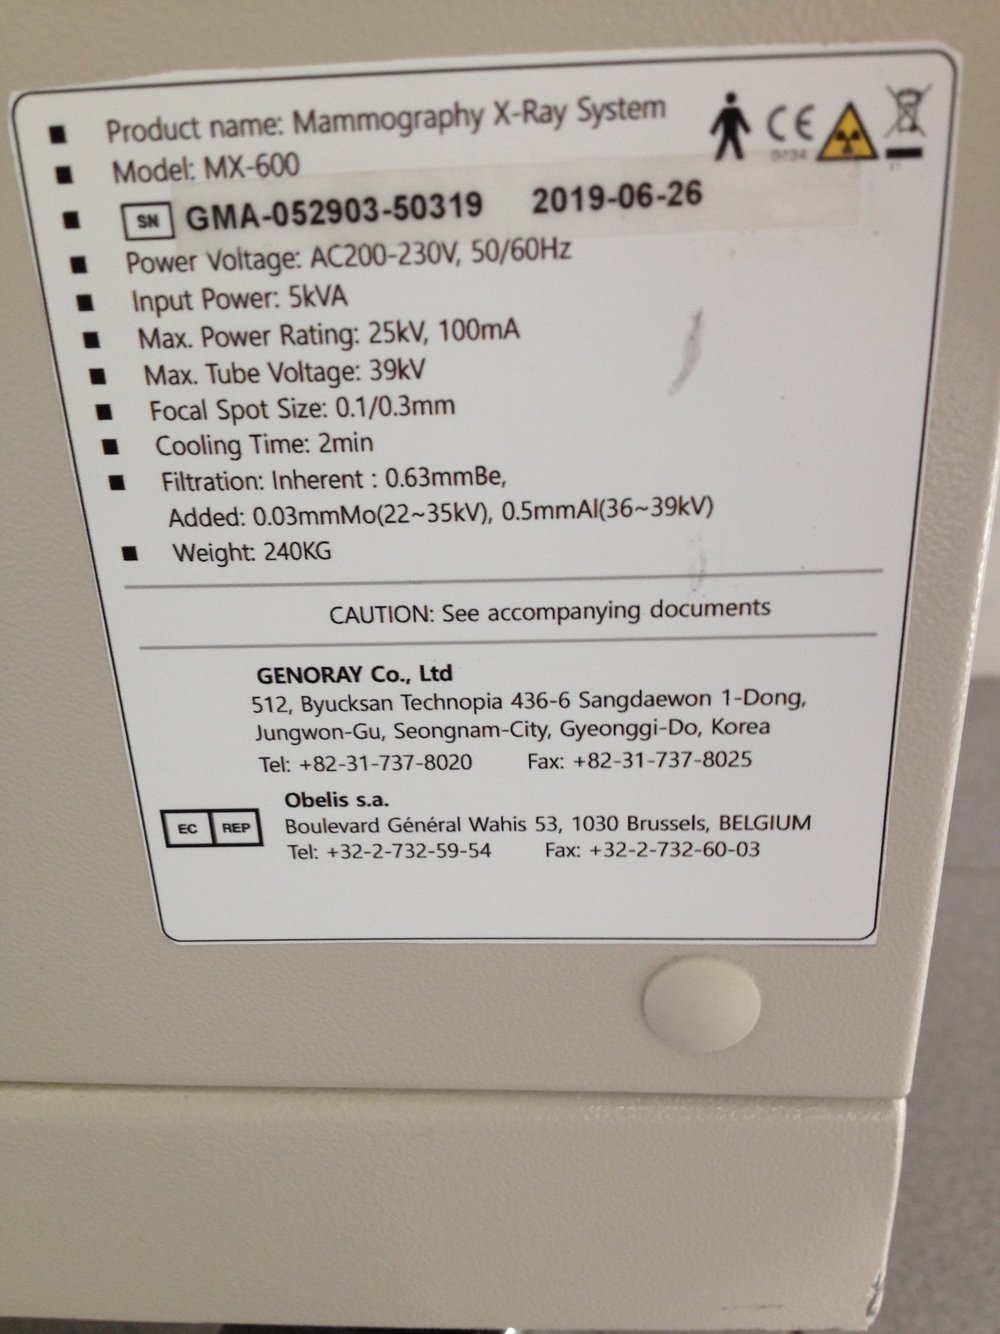 ■ Product name: Mammography X-Ray System
■ Model: MX-600
■ SN GMA-052903-50319 2019-06-26
■ Power Voltage: AC200-230V, 50/60Hz
■ Input Power: 5kVA
■ Max. Power Rating: 25kV, 100mA
■ Max. Tube Voltage: 39kV
■ Focal Spot Size: 0.1/0.3mm
■ Cooling Time: 2min
■ Filtration: Inherent : 0.63mmBe,
Added: 0.03mmMo(22~35kV), 0.5mmAl(36~39kV)
■ Weight: 240KG
CE
CAUTION: See accompanying documents
GENORAY Co., Ltd
512, Byucksan Technopia 436-6 Sangdaewon 1-Dong,
Jungwon-Gu, Seongnam-City, Gyeonggi-Do, Korea
Tel: +82-31-737-8020 Fax: +82-31-737-8025
EC REP
Obelis s.a.
Boulevard Général Wahis 53, 1030 Brussels, BELGIUM
Tel: +32-2-732-59-54 Fax: +32-2-732-60-03